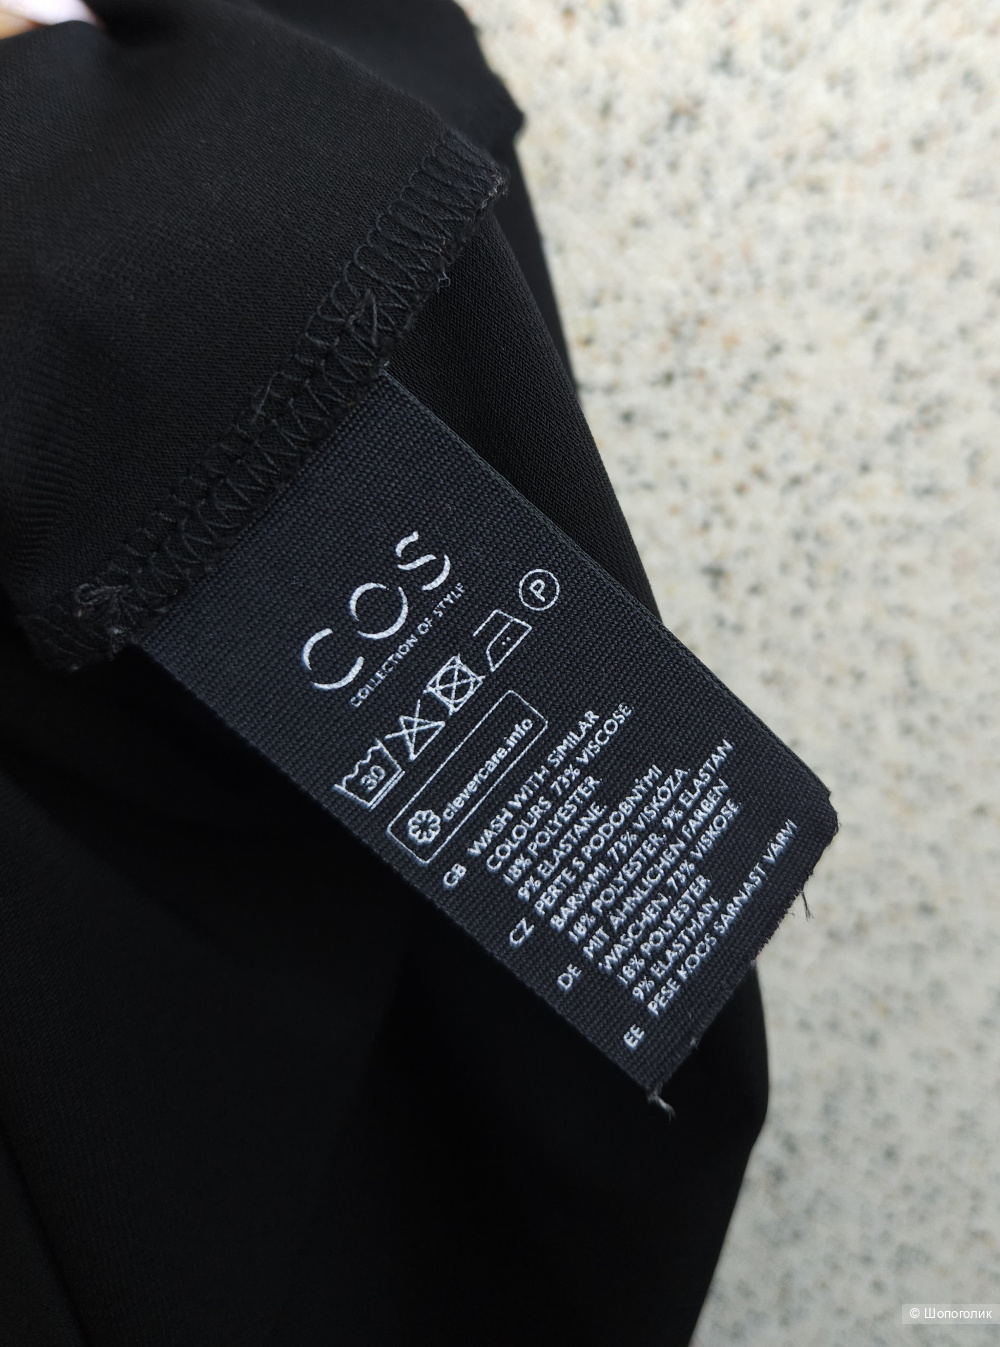 COS
COLLECTION OF STYLE
P
30
clevercare.info
GB WASH WITH SIMILAR
COLOURS. 73% VISCOSE.
18% POLYESTER.
9% ELASTANE.
CZ PERTE S PODOBNÝMI
BARVAMI. 73% VISKÓZA.
18% POLYESTER. 9% ELASTAN
DE MIT ÄHNLICHEN FARBEN
WASCHEN. 73% VISKOSE
18% POLYESTER
9% ELASTHAN
EE PESE KOOS SARNAST VÄRVI
© Шопоголик